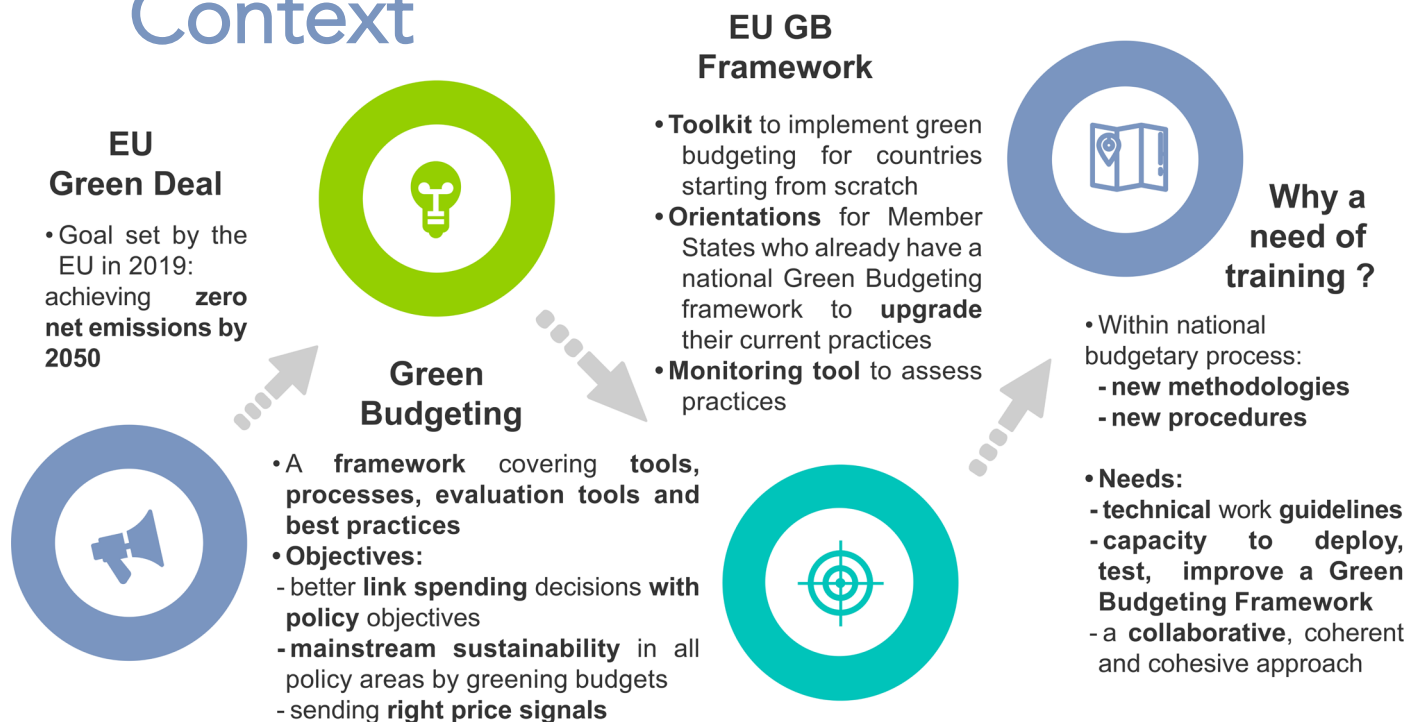 Context
EU
Green Deal
• Goal set by the
EU in 2019:
achieving zero
net emissions by
2050
Green
Budgeting
• A framework covering tools,
processes, evaluation tools and
best practices
• Objectives:
- better link spending decisions with
policy objectives
- mainstream sustainability in all
policy areas by greening budgets
- sending right price signals
EU GB
Framework
• Toolkit to implement green
budgeting for countries
starting from scratch
• Orientations for Member
States who already have a
national Green Budgeting
framework to upgrade
their current practices
• Monitoring tool to assess
practices
Why a
need of
training ?
• Within national
budgetary process:
- new methodologies
- new procedures
• Needs:
- technical work guidelines
- capacity to deploy,
test, improve a Green
Budgeting Framework
- a collaborative, coherent
and cohesive approach